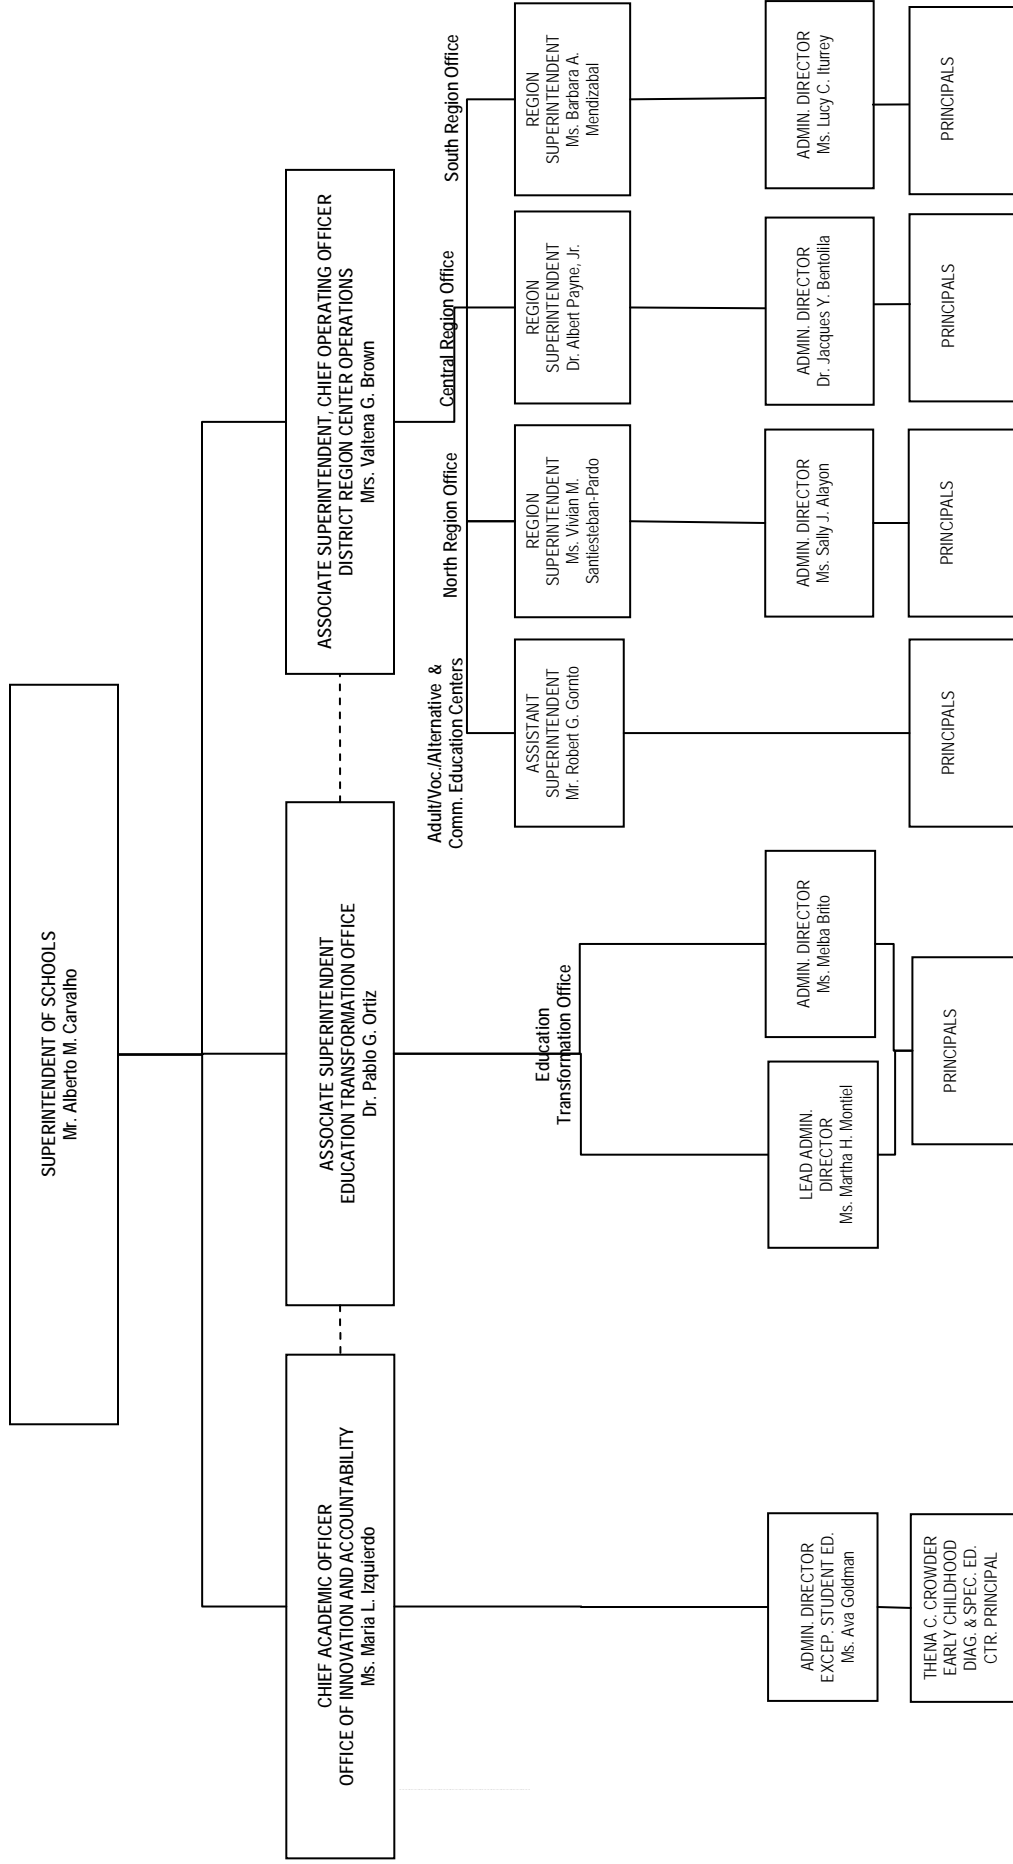 SUPERINTENDENT OF SCHOOLS
Mr. Alberto M. Carvalho
CHIEF ACADEMIC OFFICER
OFFICE OF INNOVATION AND ACCOUNTABILITY
Ms. Maria L. Izquierdo
ASSOCIATE SUPERINTENDENT
EDUCATION TRANSFORMATION OFFICE
Dr. Pablo G. Ortiz
ASSOCIATE SUPERINTENDENT, CHIEF OPERATING OFFICER
DISTRICT REGION CENTER OPERATIONS
Mrs. Valtena G. Brown
Education
Transformation Office
Adult/Voc./Alternative &
Comm. Education Centers
North Region Office
Central Region Office
South Region Office
ASSISTANT
SUPERINTENDENT
Mr. Robert G. Gornto
REGION
SUPERINTENDENT
Ms. Vivian M.
Santiesteban-Pardo
REGION
SUPERINTENDENT
Dr. Albert Payne, Jr.
REGION
SUPERINTENDENT
Ms. Barbara A.
Mendizabal
ADMIN. DIRECTOR
EXCEP. STUDENT ED.
Ms. Ava Goldman
LEAD ADMIN.
DIRECTOR
Ms. Martha H. Montiel
ADMIN. DIRECTOR
Ms. Melba Brito
ADMIN. DIRECTOR
Ms. Sally J. Alayon
ADMIN. DIRECTOR
Dr. Jacques Y. Bentolila
ADMIN. DIRECTOR
Ms. Lucy C. Iturrey
THENA C. CROWDER
EARLY CHILDHOOD
DIAG. & SPEC. ED.
CTR. PRINCIPAL
PRINCIPALS
PRINCIPALS
PRINCIPALS
PRINCIPALS
PRINCIPALS